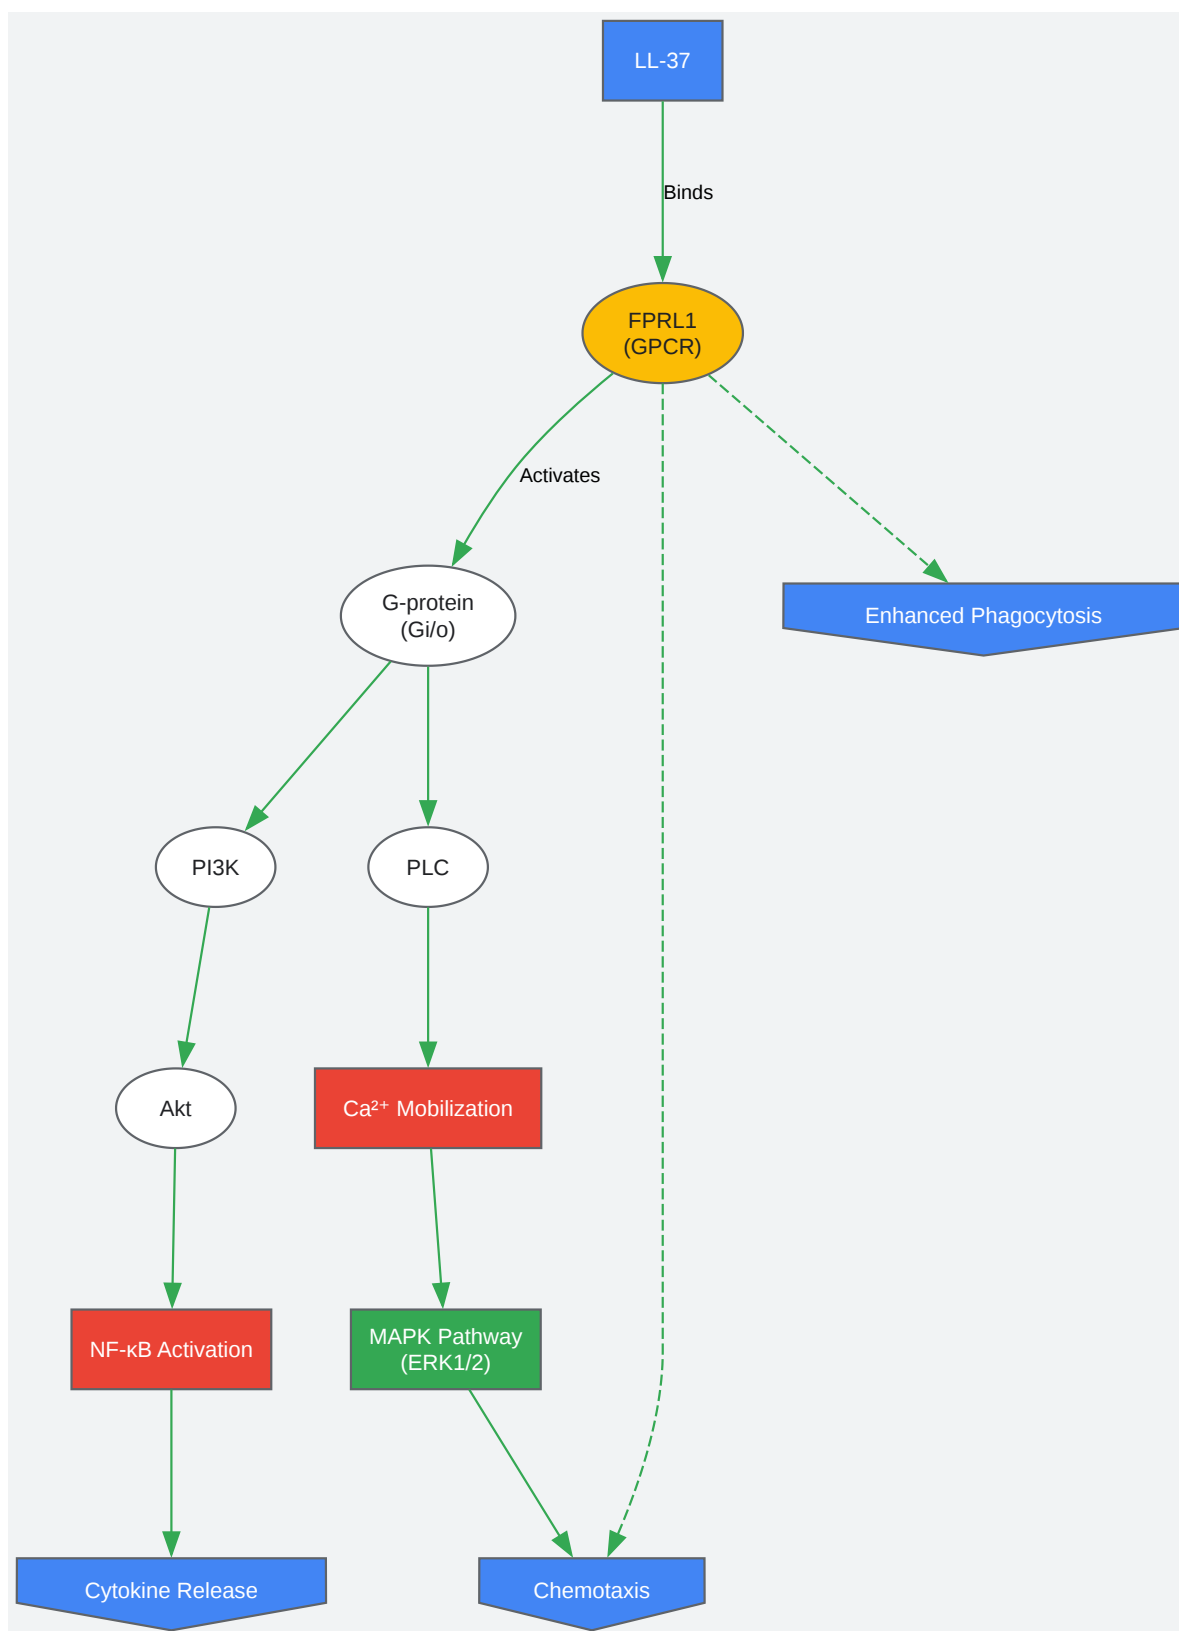 LL-37
Binds
FPRL1
(GPCR)
Activates
G-protein
(Gi/o)
Enhanced Phagocytosis
PI3K
PLC
Akt
Ca²⁺ Mobilization
NF-κB Activation
MAPK Pathway
(ERK1/2)
Cytokine Release
Chemotaxis